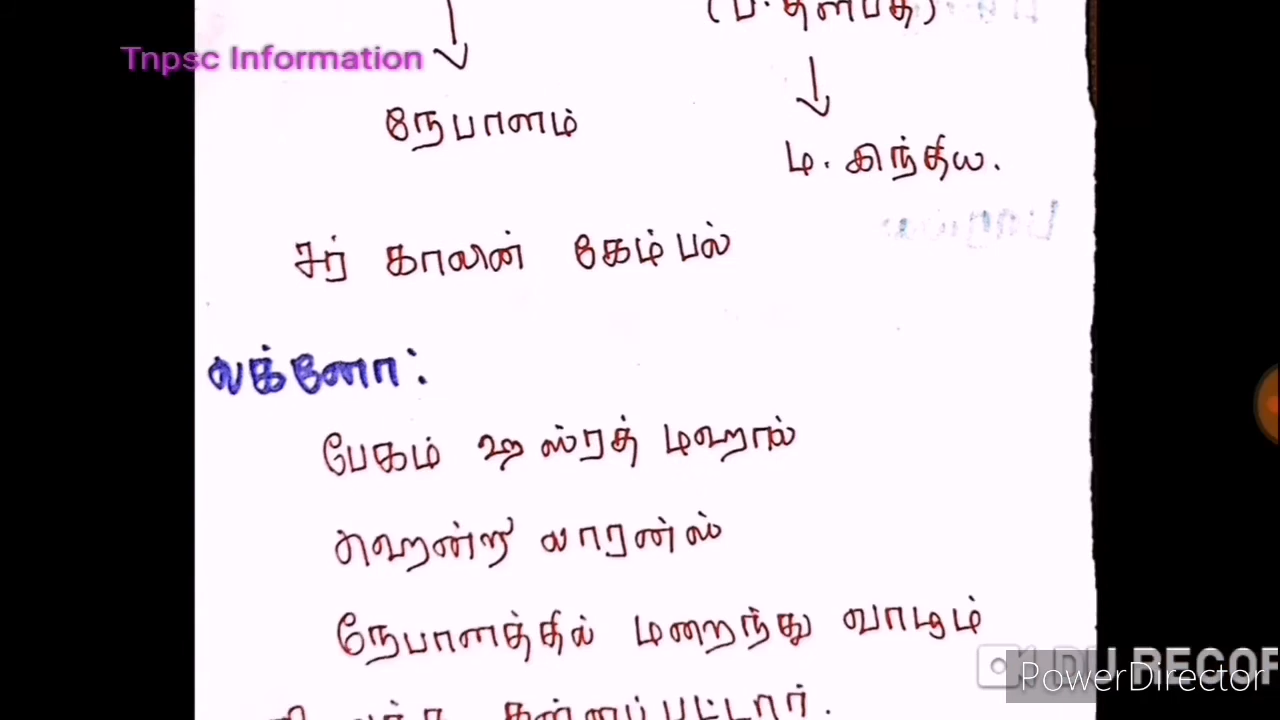 Tnpsc Information
நேபாளம்
ம. இந்திய.
சர் காலின் கேம்பல்
லக்னோ:
பேகம் ஹஸ்ரத் மஹால்
ஹென்றி லாரன்ஸ்
நேபாளத்தில் மறைந்து வாழும்
PowerDirector